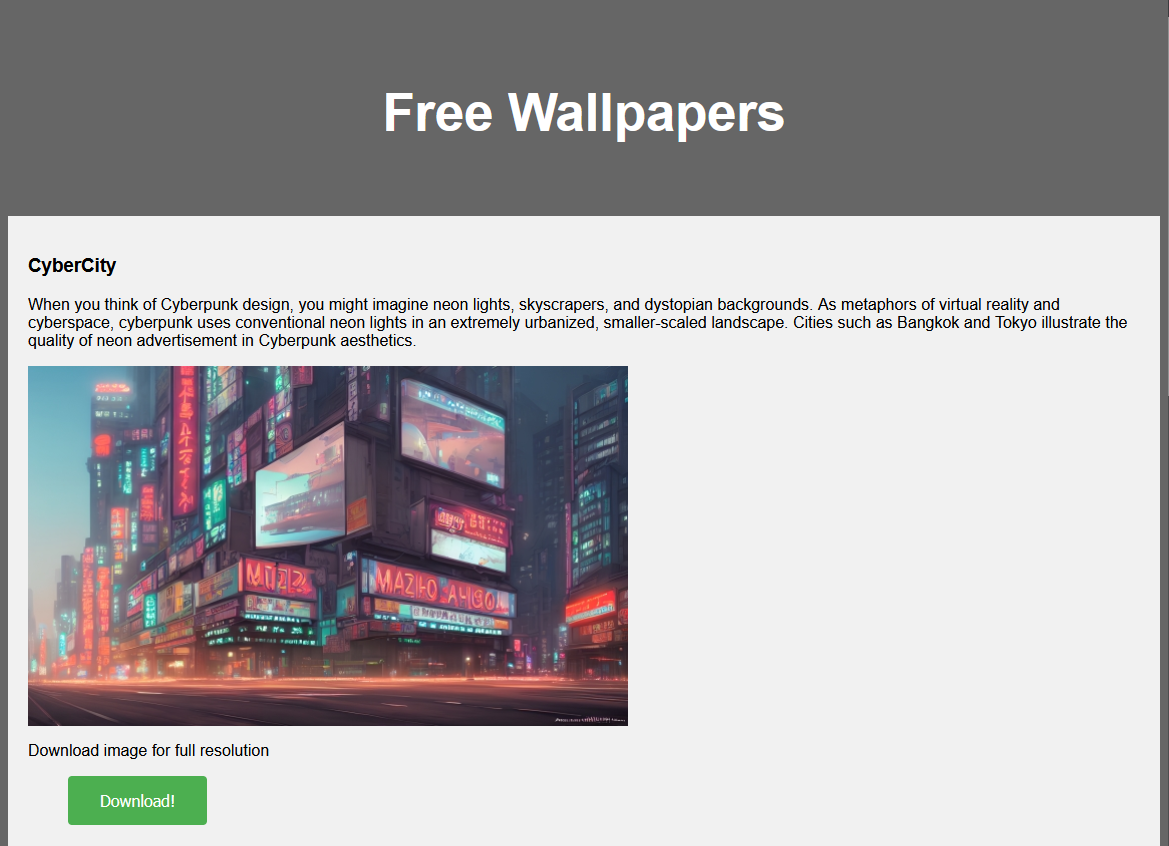 Free Wallpapers
CyberCity
When you think of Cyberpunk design, you might imagine neon lights, skyscrapers, and dystopian backgrounds. As metaphors of virtual reality and
cyberspace, cyberpunk uses conventional neon lights in an extremely urbanized, smaller-scaled landscape. Cities such as Bangkok and Tokyo illustrate the
quality of neon advertisement in Cyberpunk aesthetics.
Download image for full resolution
Download!